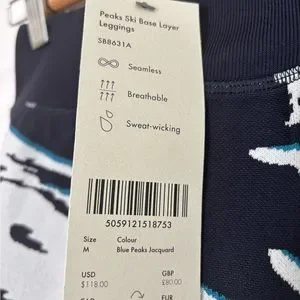 Peaks Ski Base Layer
Leggings
SB8631A
Seamless
Breathable
Sweat-wicking
5059121518753
Size Colour
M Blue Peaks Jacquard
USD GBP
$118.00 £80.00
EUR